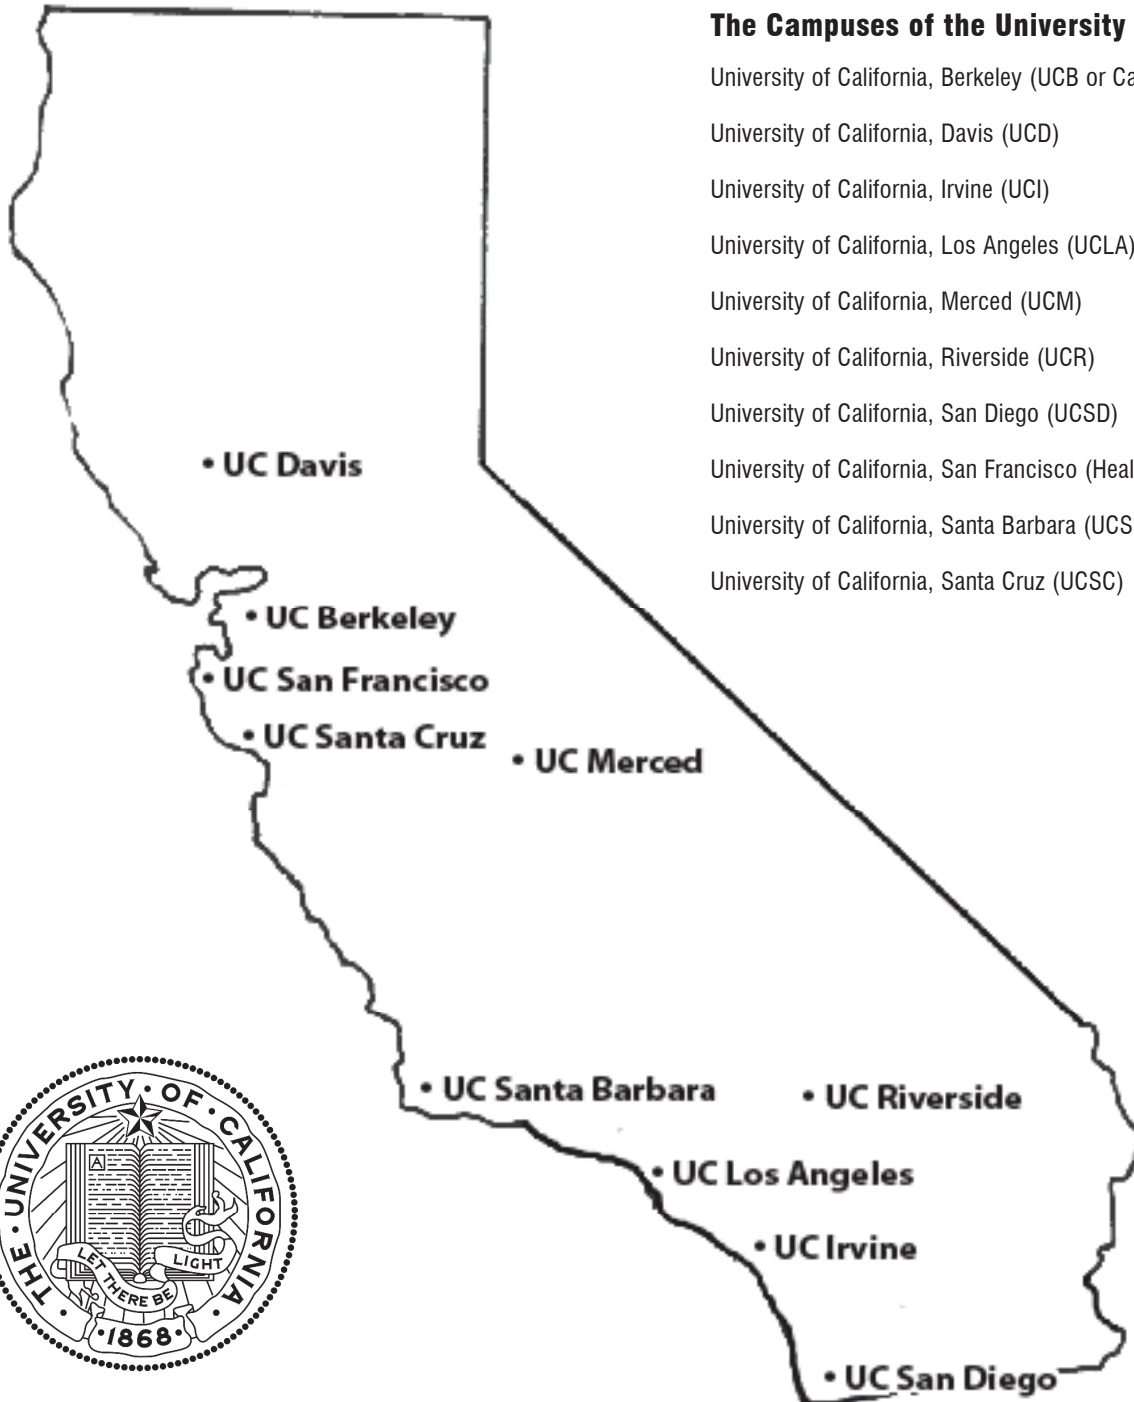 The Campuses of the University
University of California, Berkeley (UCB or Ca
University of California, Davis (UCD)
University of California, Irvine (UCI)
University of California, Los Angeles (UCLA)
University of California, Merced (UCM)
University of California, Riverside (UCR)
University of California, San Diego (UCSD)
University of California, San Francisco (Heal
University of California, Santa Barbara (UCS
University of California, Santa Cruz (UCSC)
• UC Davis
• UC Berkeley
• UC San Francisco
• UC Santa Cruz
• UC Merced
• UC Santa Barbara
• UC Riverside
• UC Los Angeles
• UC Irvine
• UC San Diego
• THE • UNIVERSITY • OF • CALIFORNIA •
A
LET THERE BE LIGHT
•1868•